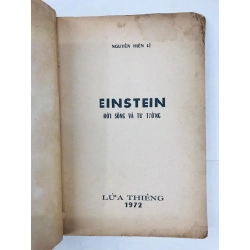 NGUYỄN HIẾN LÊ
EINSTEIN
ĐỜI SỐNG VÀ TƯ TƯỞNG
LỬA THIÊNG
1972